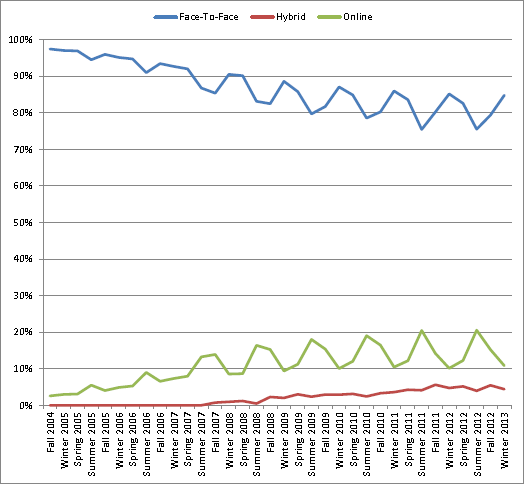 Face-To-Face Hybrid Online
100%
90%
80%
70%
60%
50%
40%
30%
20%
10%
0%
Fall 2004
Winter 2005
Spring 2005
Summer 2005
Fall 2005
Winter 2006
Spring 2006
Summer 2006
Fall 2006
Winter 2007
Spring 2007
Summer 2007
Fall 2007
Winter 2008
Spring 2008
Summer 2008
Fall 2008
Winter 2009
Spring 2009
Summer 2009
Fall 2009
Winter 2010
Spring 2010
Summer 2010
Fall 2010
Winter 2011
Spring 2011
Summer 2011
Fall 2011
Winter 2012
Spring 2012
Summer 2012
Fall 2012
Winter 2013